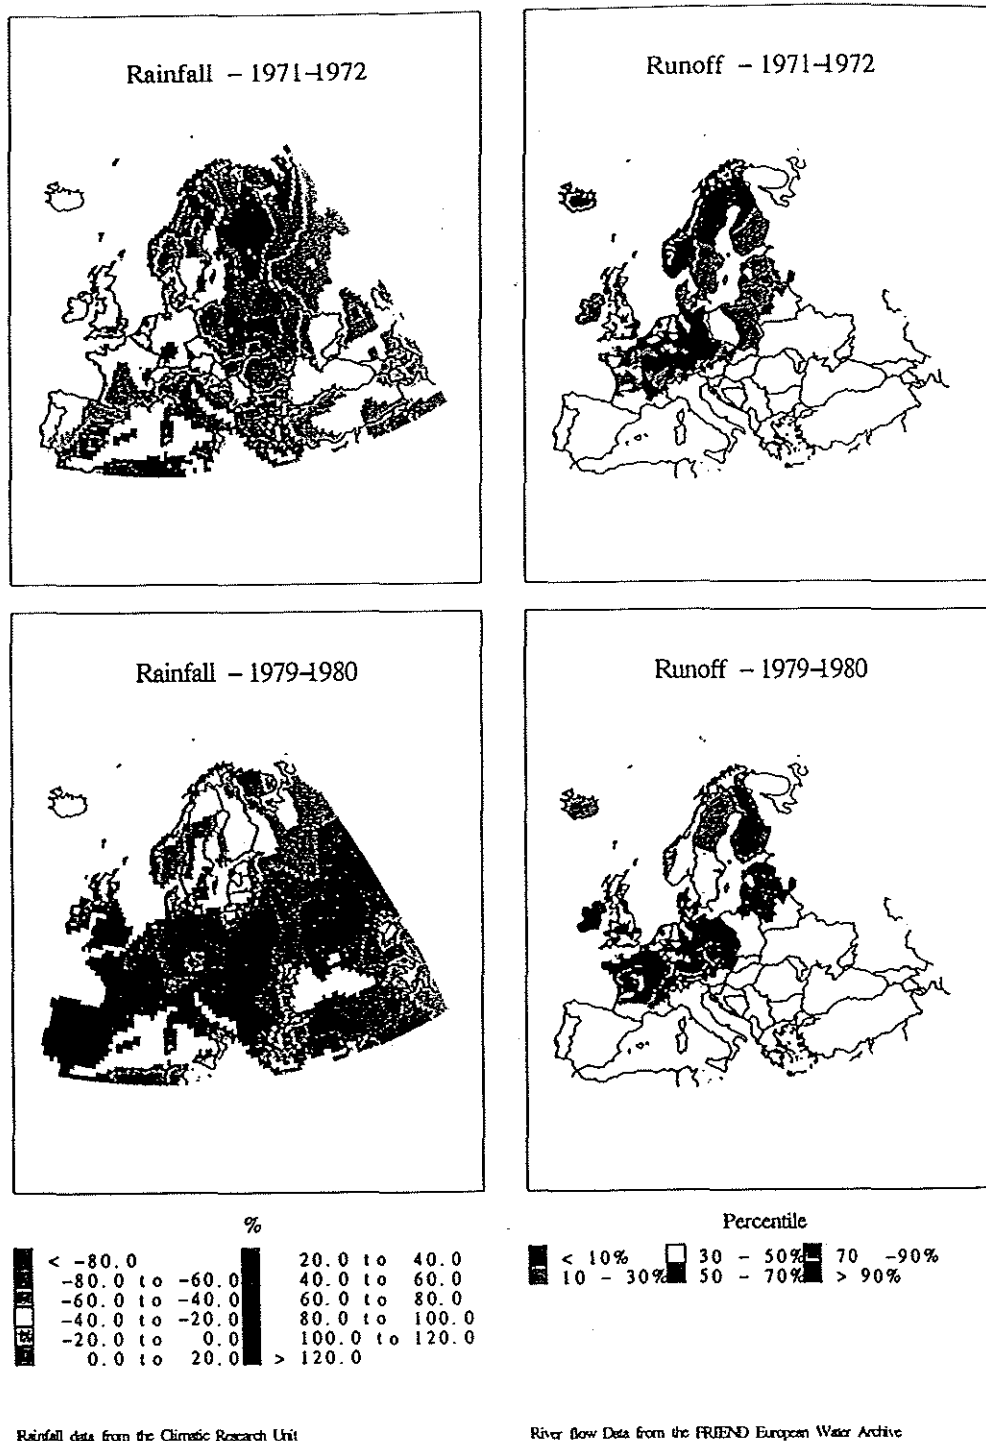 Rainfall - 1971-1972
Runoff - 1971-1972
Rainfall - 1979-1980
Runoff - 1979-1980
%
< -80.0
-80.0 to -60.0
-60.0 to -40.0
-40.0 to -20.0
-20.0 to 0.0
0.0 to 20.0
20.0 to 40.0
40.0 to 60.0
60.0 to 80.0
80.0 to 100.0
100.0 to 120.0
> 120.0
Percentile
< 10% 30 - 50% 70 -90%
10 - 30% 50 - 70% > 90%
Rainfall data from the Climatic Research Unit
River flow Data from the FRIEND European Water Archive